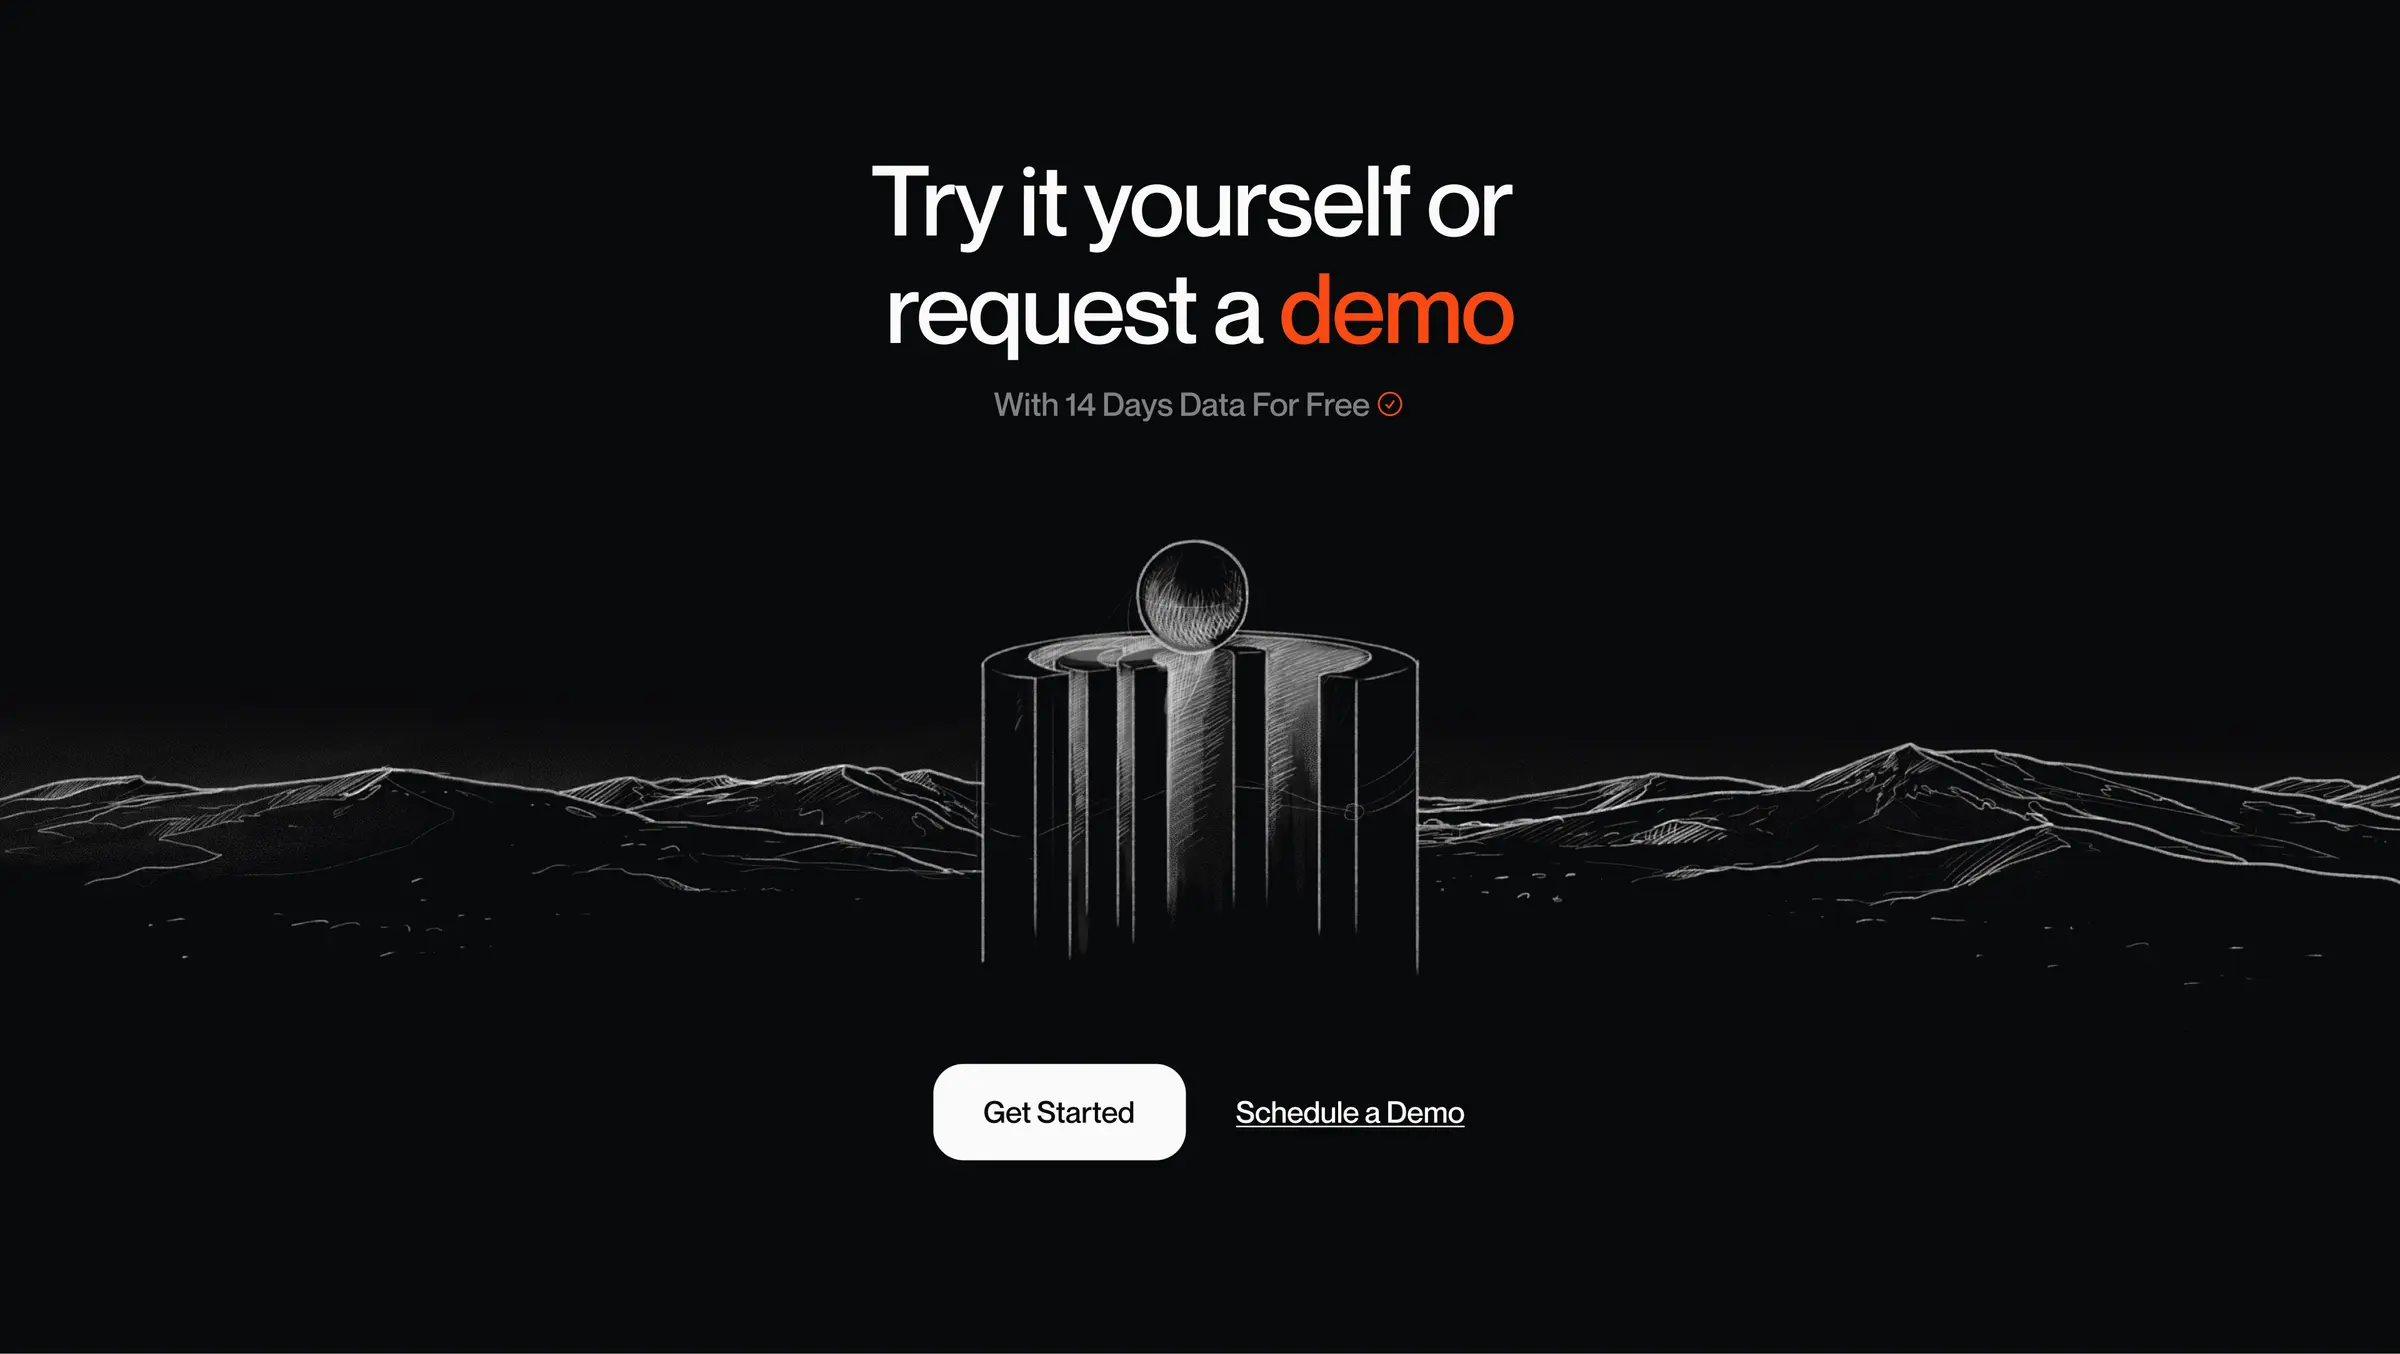 Try it yourself or
request a demo
With 14 Days Data For Free
Get Started
Schedule a Demo